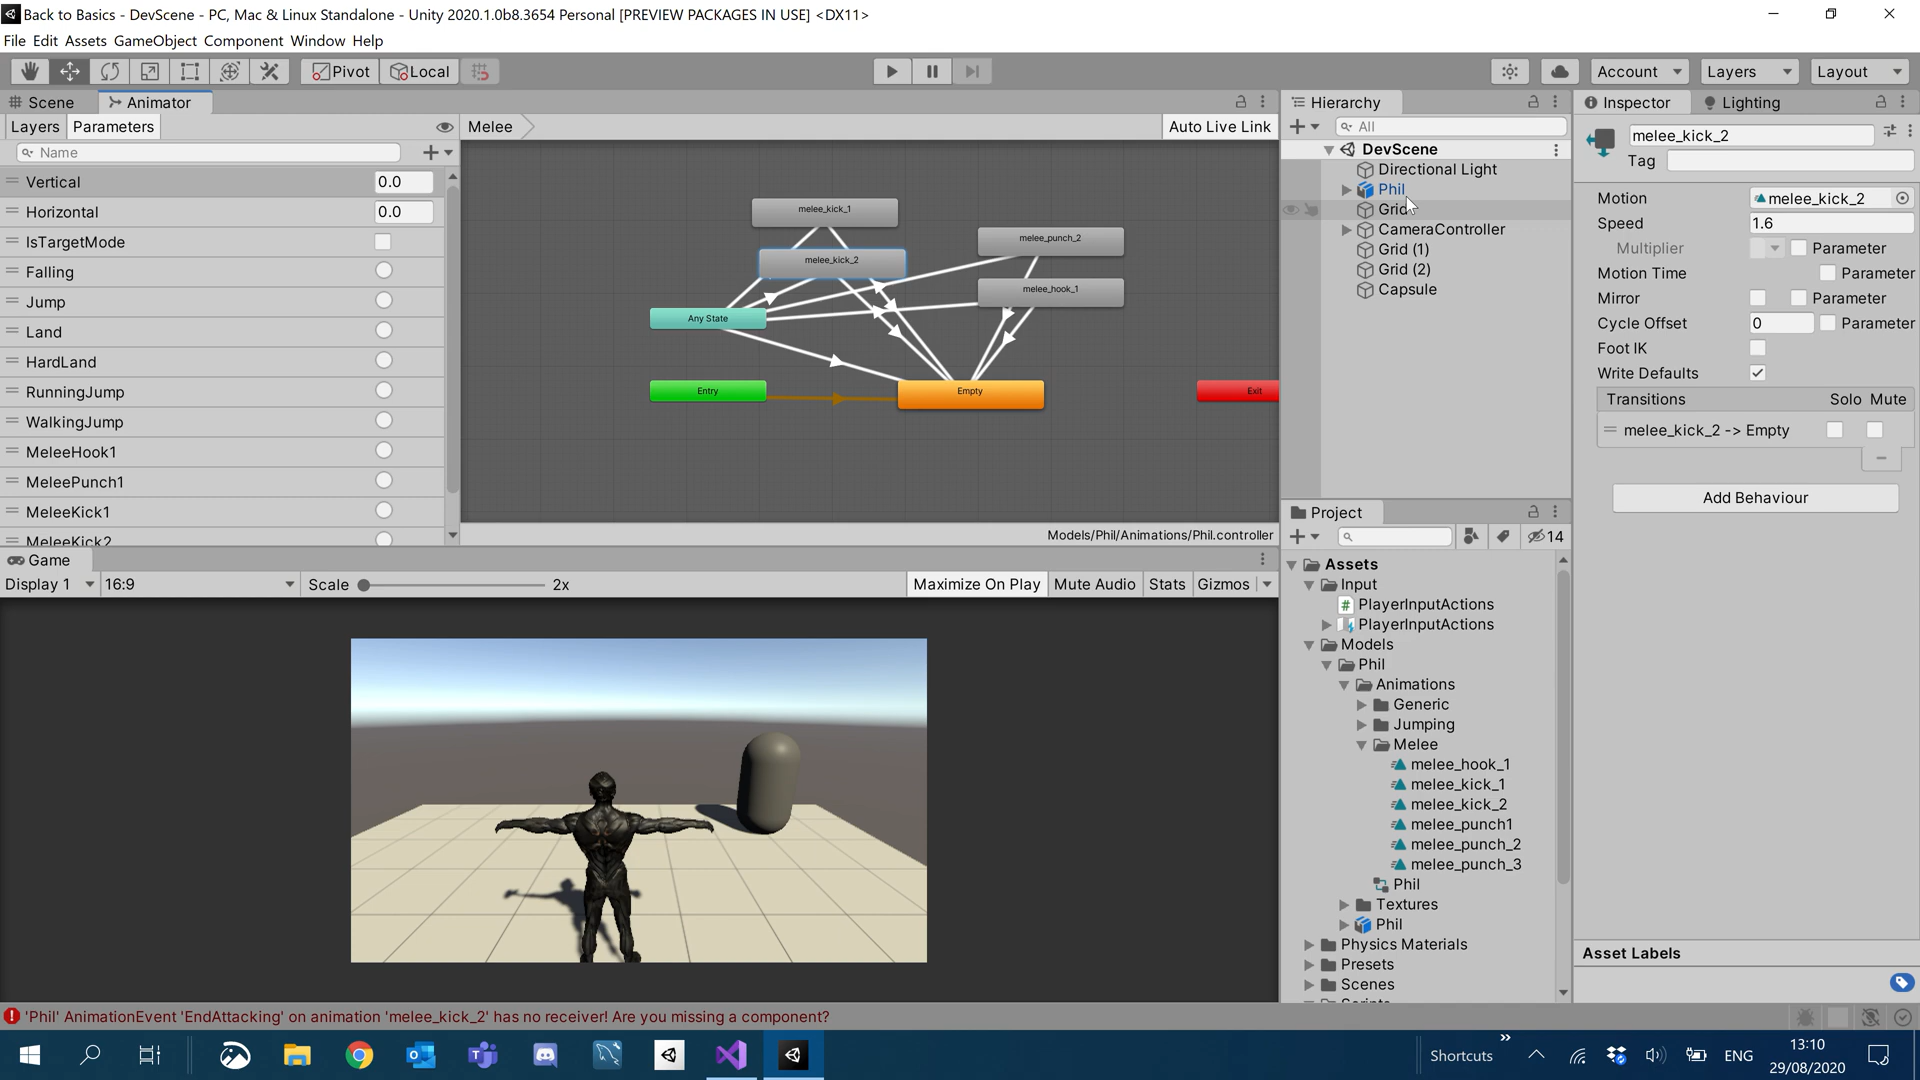 Back to Basics - DevScene - PC, Mac & Linux Standalone - Unity 2020.1.0b8.3654 Personal [PREVIEW PACKAGES IN USE] <DX11>
File Edit Assets GameObject Component Window Help
Pivot Local Account Layers Layout
Scene Animator
Layers Parameters
Name
Vertical 0.0
Horizontal 0.0
IsTargetMode
Falling
Jump
Land
HardLand
RunningJump
WalkingJump
MeleeHook1
MeleePunch1
MeleeKick1
MeleeKick2
Melee Auto Live Link
melee_kick_1
melee_punch_2
melee_kick_2
melee_hook_1
Any State
Entry Empty Exit
Models/Phil/Animations/Phil.controller
Game
Display 1 16:9 Scale 2x Maximize On Play Mute Audio Stats Gizmos
Hierarchy
All
DevScene
Directional Light
Phil
Grid
CameraController
Grid (1)
Grid (2)
Capsule
Project
14
Assets
Input
PlayerInputActions
PlayerInputActions
Models
Phil
Animations
Generic
Jumping
Melee
melee_hook_1
melee_kick_1
melee_kick_2
melee_punch1
melee_punch_2
melee_punch_3
Phil
Textures
Phil
Physics Materials
Presets
Scenes
Inspector Lighting
melee_kick_2
Tag
Motion melee_kick_2
Speed 1.6
Multiplier Parameter
Motion Time Parameter
Mirror Parameter
Cycle Offset 0 Parameter
Foot IK
Write Defaults
Transitions Solo Mute
melee_kick_2 -> Empty
Add Behaviour
Asset Labels
'Phil' AnimationEvent 'EndAttacking' on animation 'melee_kick_2' has no receiver! Are you missing a component?
Shortcuts ENG 13:10
29/08/2020